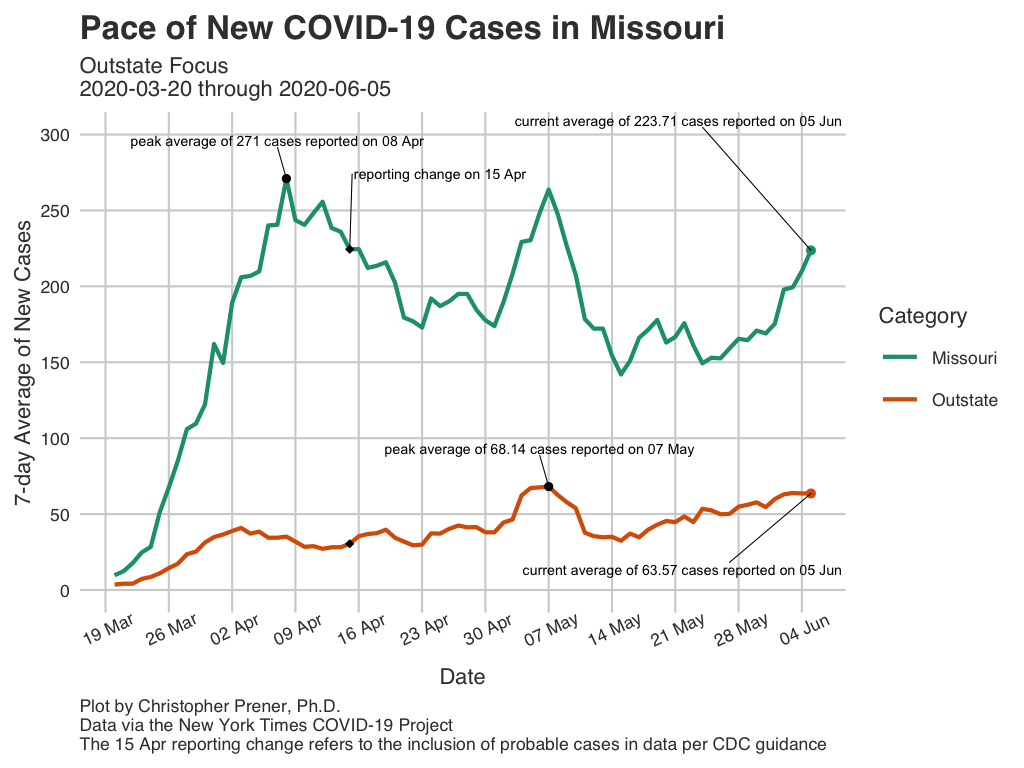 Pace of New COVID-19 Cases in Missouri
Outstate Focus
2020-03-20 through 2020-06-05
current average of 223.71 cases reported on 05 Jun
peak average of 271 cases reported on 08 Apr
reporting change on 15 Apr
peak average of 68.14 cases reported on 07 May
current average of 63.57 cases reported on 05 Jun
7-day Average of New Cases
300
250
200
150
100
50
0
19 Mar
26 Mar
02 Apr
09 Apr
16 Apr
23 Apr
30 Apr
07 May
14 May
21 May
28 May
04 Jun
Date
Category
Missouri
Outstate
Plot by Christopher Prener, Ph.D.
Data via the New York Times COVID-19 Project
The 15 Apr reporting change refers to the inclusion of probable cases in data per CDC guidance